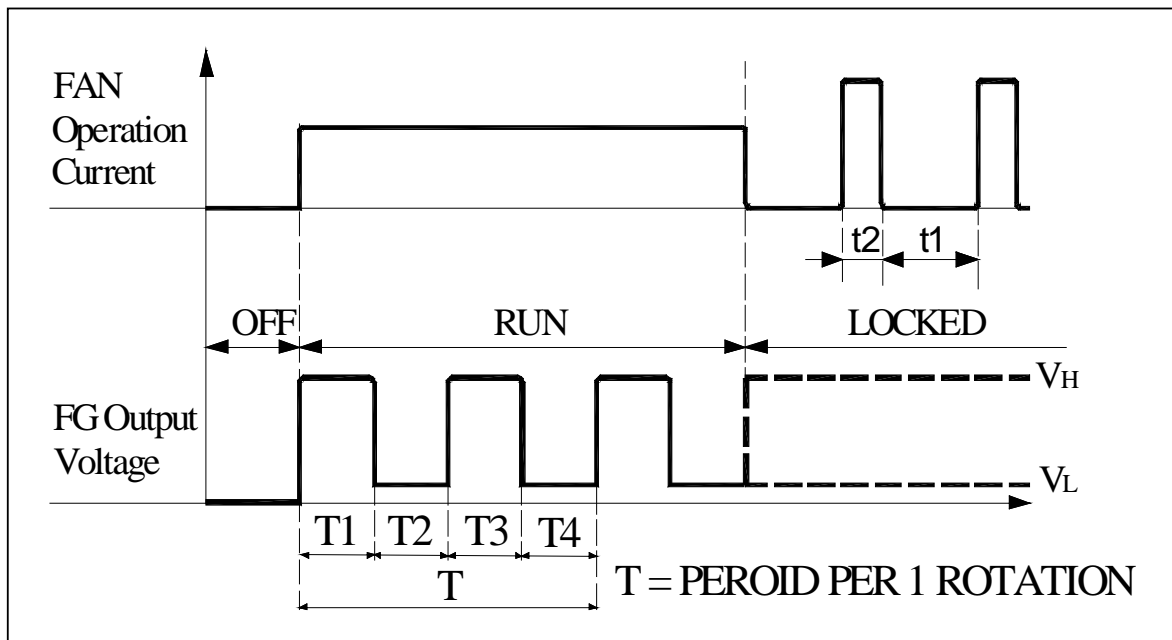 FAN
Operation
Current
t2
t1
OFF
RUN
LOCKED
VH
FG Output
Voltage
VL
T1
T2
T3
T4
T
T = PEROID PER 1 ROTATION